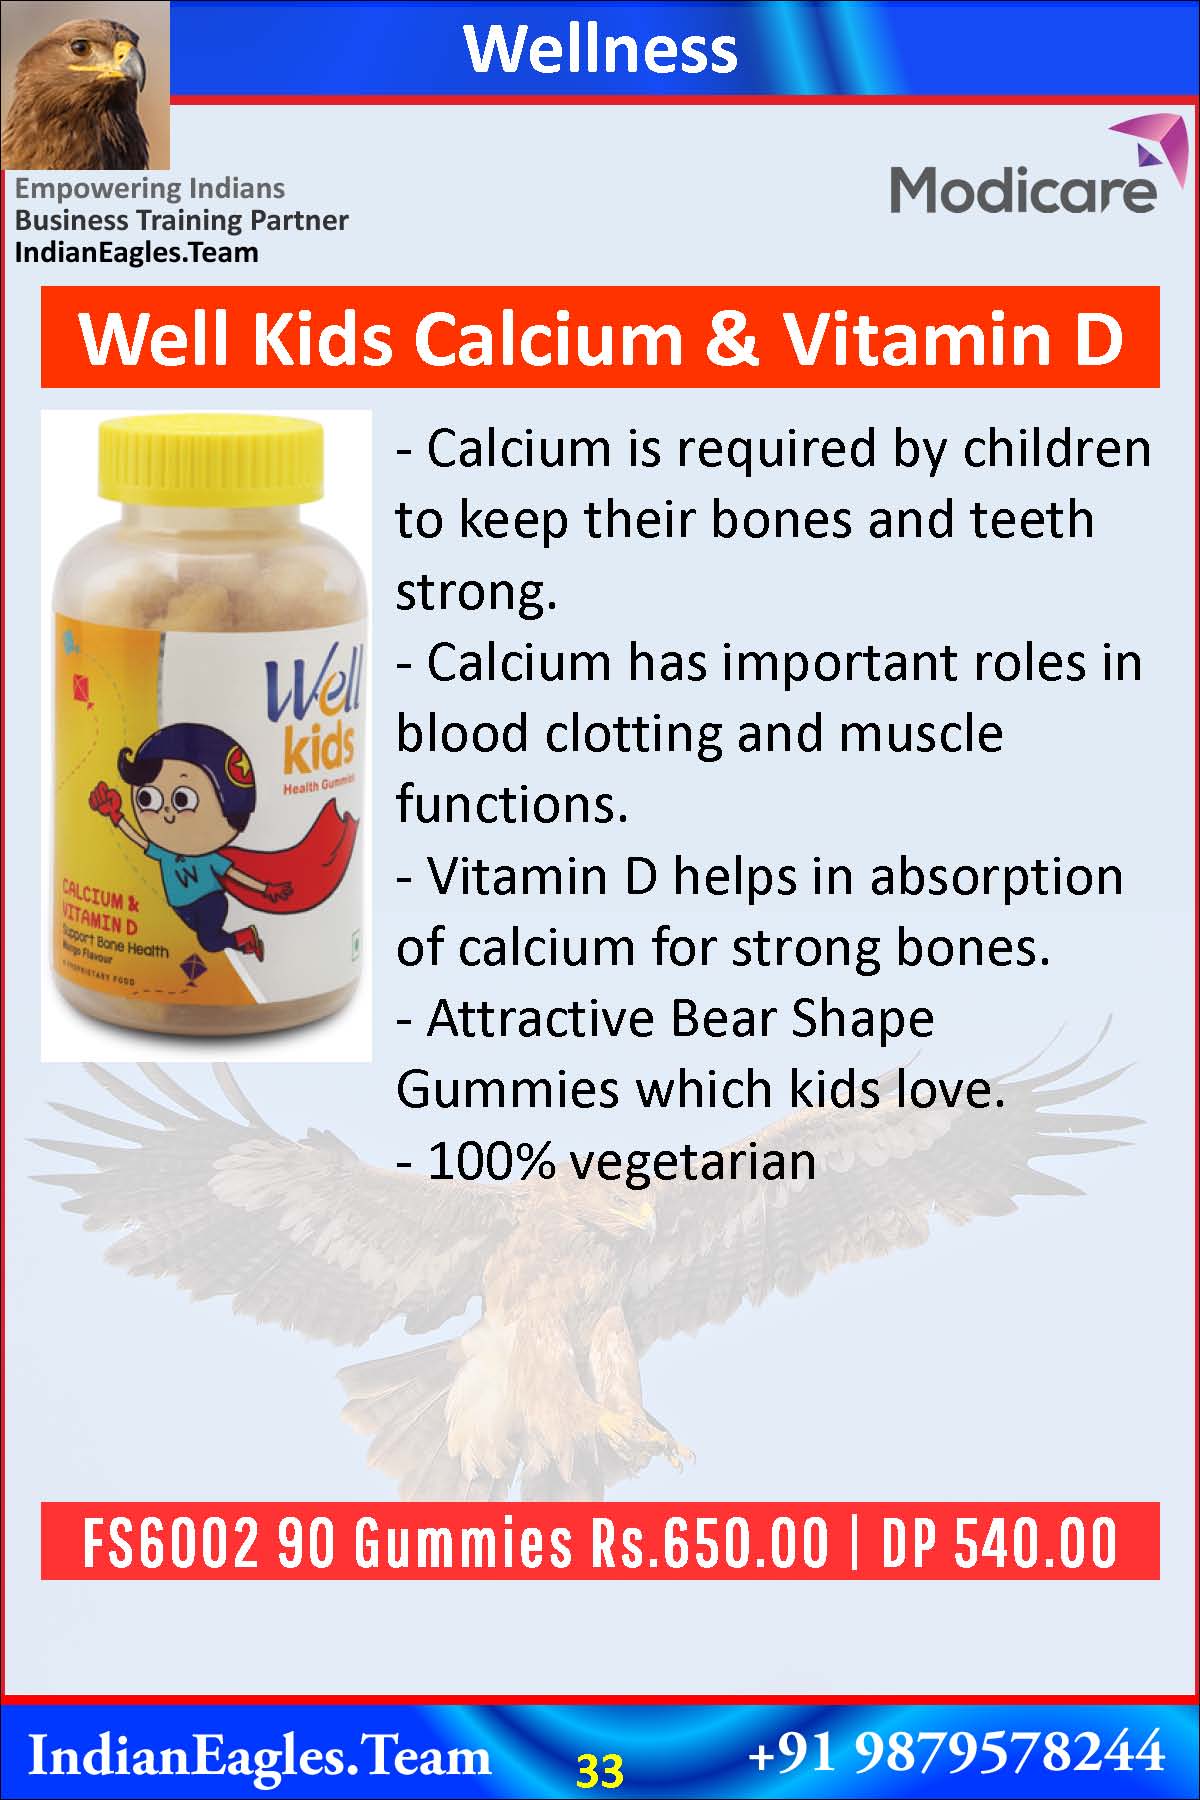 Wellness
Modicare
Empowering Indians
Business Training Partner
IndianEagles.Team
Well Kids Calcium & Vitamin D
- Calcium is required by children
to keep their bones and teeth
strong.
- Calcium has important roles in
blood clotting and muscle
functions.
- Vitamin D helps in absorption
of calcium for strong bones.
- Attractive Bear Shape
Gummies which kids love.
- 100% vegetarian
Well
kids
Health Gummies
W
CALCIUM &
VITAMIN D
Support Bone Health
Mango Flavour
PROPRIETARY FOOD
FS6002 90 Gummies Rs.650.00 | DP 540.00
IndianEagles.Team
33
+91 9879578244